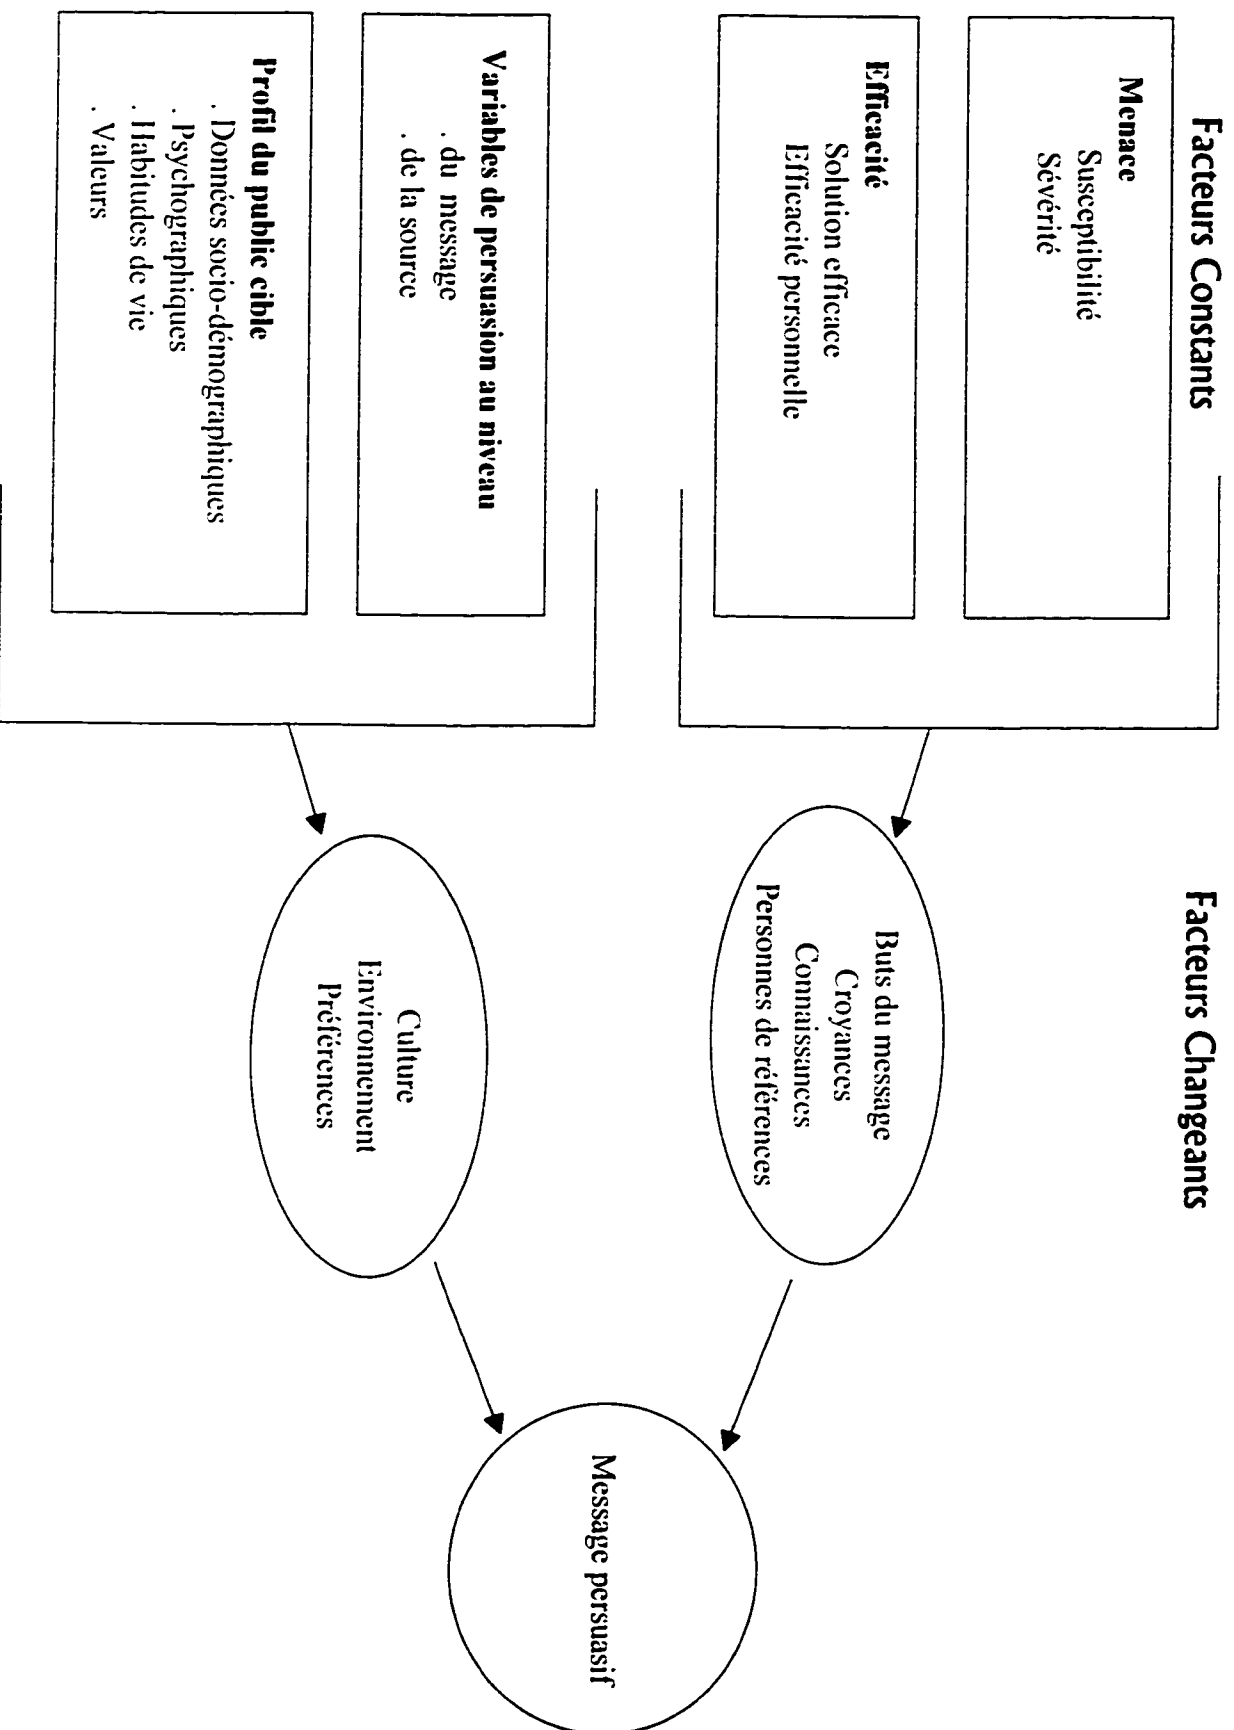 Facteurs Constants
Menace
Susceptibilité
Sévérité
Efficacité
Solution efficace
Efficacité personnelle
Variables de persuasion au niveau
. du message
. de la source
Profil du public cible
. Données socio-démographiques
. Psychographiques
. Habitudes de vie
. Valeurs
Facteurs Changeants
Buts du message
Croyances
Connaissances
Personnes de références
Culture
Environnement
Préférences
Message persuasif